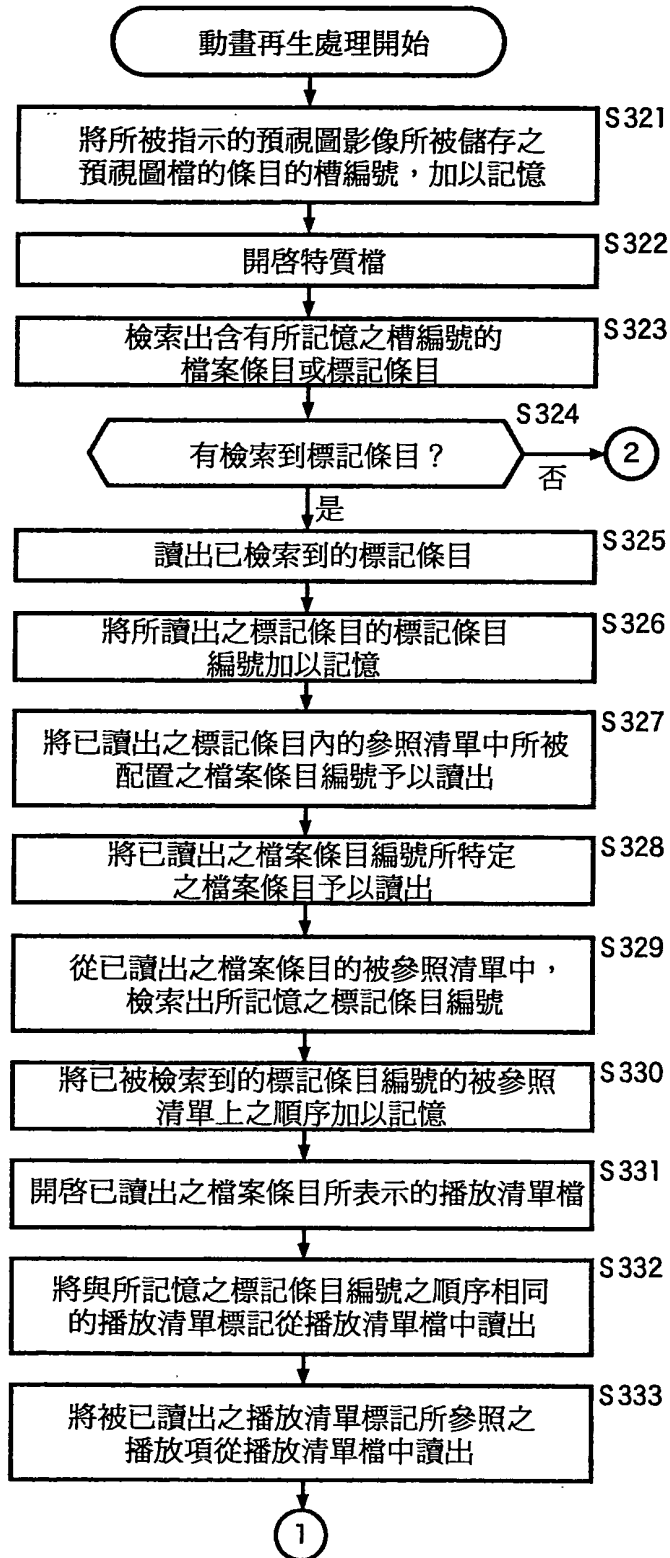 動畫再生處理開始
S321
將所被指示的預視圖影像所被儲存之
預視圖檔的條目的槽編號，加以記憶
S322
開啓特質檔
S323
檢索出含有所記憶之槽編號的
檔案條目或標記條目
S324
有檢索到標記條目？
2
否
是
S325
讀出已檢索到的標記條目
S326
將所讀出之標記條目的標記條目
編號加以記憶
S327
將已讀出之標記條目內的參照清單中所被
配置之檔案條目編號予以讀出
S328
將已讀出之檔案條目編號所特定
之檔案條目予以讀出
S329
從已讀出之檔案條目的被參照清單中，
檢索出所記憶之標記條目編號
S330
將已被檢索到的標記條目編號的被參照
清單上之順序加以記憶
S331
開啓已讀出之檔案條目所表示的播放清單檔
S332
將與所記憶之標記條目編號之順序相同
的播放清單標記從播放清單檔中讀出
S333
將被已讀出之播放清單標記所參照之
播放項從播放清單檔中讀出
1